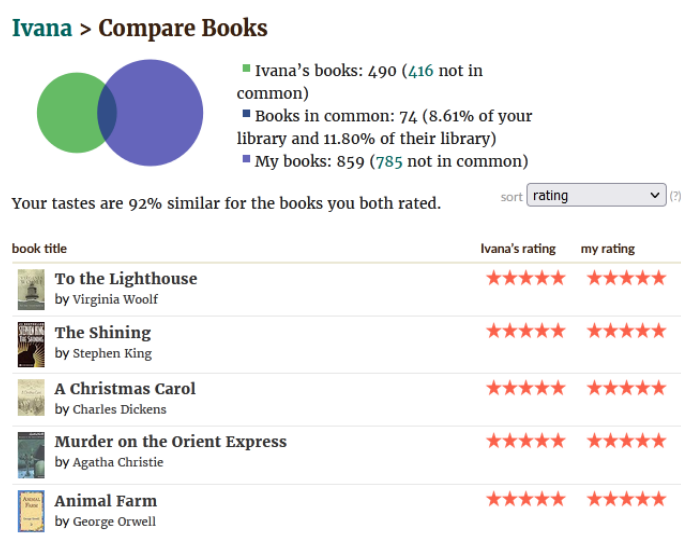 Ivana > Compare Books
Ivana's books: 490 (416 not in
common)
Books in common: 74 (8.61% of your
library and 11.80% of their library)
My books: 859 (785 not in common)
Your tastes are 92% similar for the books you both rated.
sort rating (?)
book title Ivana's rating my rating
To the Lighthouse
by Virginia Woolf
The Shining
by Stephen King
A Christmas Carol
by Charles Dickens
Murder on the Orient Express
by Agatha Christie
Animal Farm
by George Orwell